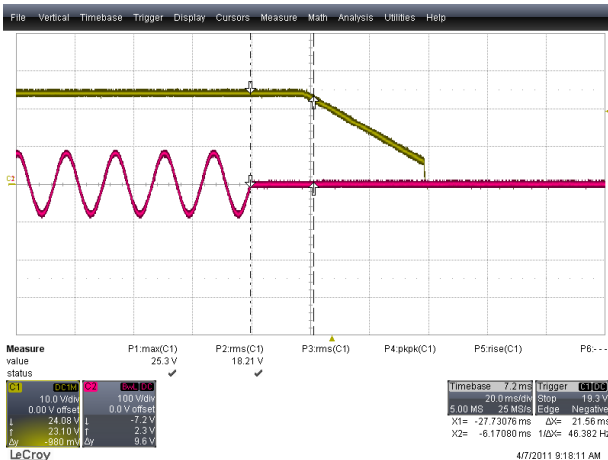 File Vertical Timebase Trigger Display Cursors Measure Math Analysis Utilities Help
C2
Measure P1:max(C1) P2:rms(C1) P3:rms(C1) P4:pkpk(C1) P5:rise(C1) P6:---
value 25.3 V 18.21 V
status
C1 DC1M
10.0 V/div
0.00 V offset
24.08 V
23.10 V
Δy -980 mV
C2 BwL DC
100 V/div
0.0 V offset
-7.2 V
2.3 V
Δy 9.6 V
Timebase 7.2 ms
20.0 ms/div
5.00 MS 25 MS/s
Trigger C1 DC
Stop 19.3 V
Edge Negative
X1= -27.73076 ms ΔX= 21.56 ms
X2= -6.17080 ms 1/ΔX= 46.382 Hz
LeCroy
4/7/2011 9:18:11 AM